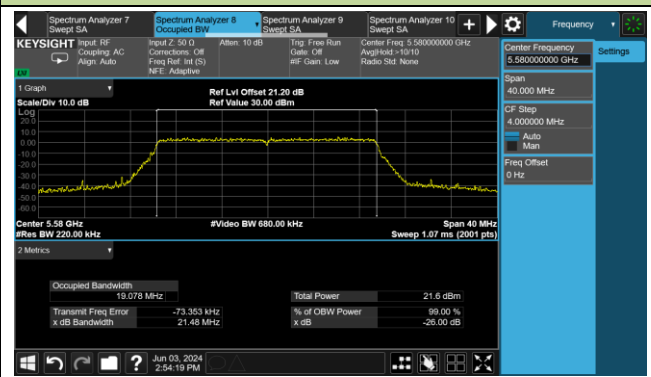 Spectrum Analyzer 7
Swept SA
Spectrum Analyzer 8
Occupied BW
Spectrum Analyzer 9
Swept SA
Spectrum Analyzer 10
Swept SA
Frequency
KEYSIGHT
LXI
Input: RF
Coupling: AC
Align: Auto
Input Z: 50 Ω
Corrections: Off
Freq Ref: Int (S)
NFE: Adaptive
Atten: 10 dB
Trig: Free Run
Gate: Off
#IF Gain: Low
Center Freq: 5.580000000 GHz
Avg|Hold:>10/10
Radio Std: None
Center Frequency
5.580000000 GHz
Settings
Span
40.000 MHz
CF Step
4.000000 MHz
Auto
Man
Freq Offset
0 Hz
1 Graph
Scale/Div 10.0 dB
Ref Lvl Offset 21.20 dB
Ref Value 30.00 dBm
Log
20.0
10.0
0.00
-10.0
-20.0
-30.0
-40.0
-50.0
-60.0
Center 5.58 GHz
#Res BW 220.00 kHz
#Video BW 680.00 kHz
Span 40 MHz
Sweep 1.07 ms (2001 pts)
2 Metrics
Occupied Bandwidth
19.078 MHz
Total Power 21.6 dBm
Transmit Freq Error -73.353 kHz
% of OBW Power 99.00 %
x dB Bandwidth 21.48 MHz
x dB -26.00 dB
?
Jun 03, 2024
2:54:19 PM